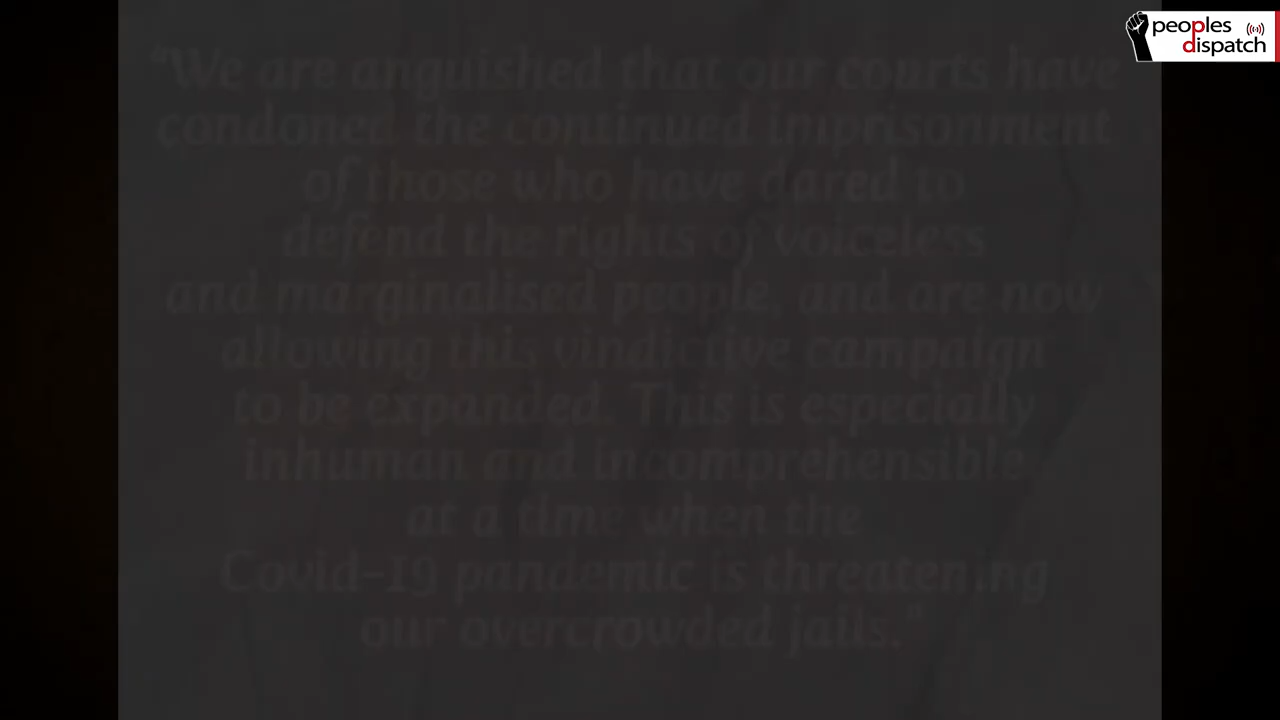 peoples
dispatch
"We are anguished that our courts have
condoned the continued imprisonment
of those who have dared to
defend the rights of voiceless
and marginalised people, and are now
allowing this vindictive campaign
to be expanded. This is especially
inhuman and incomprehensible
at a time when the
Covid-19 pandemic is threatening
our overcrowded jails."